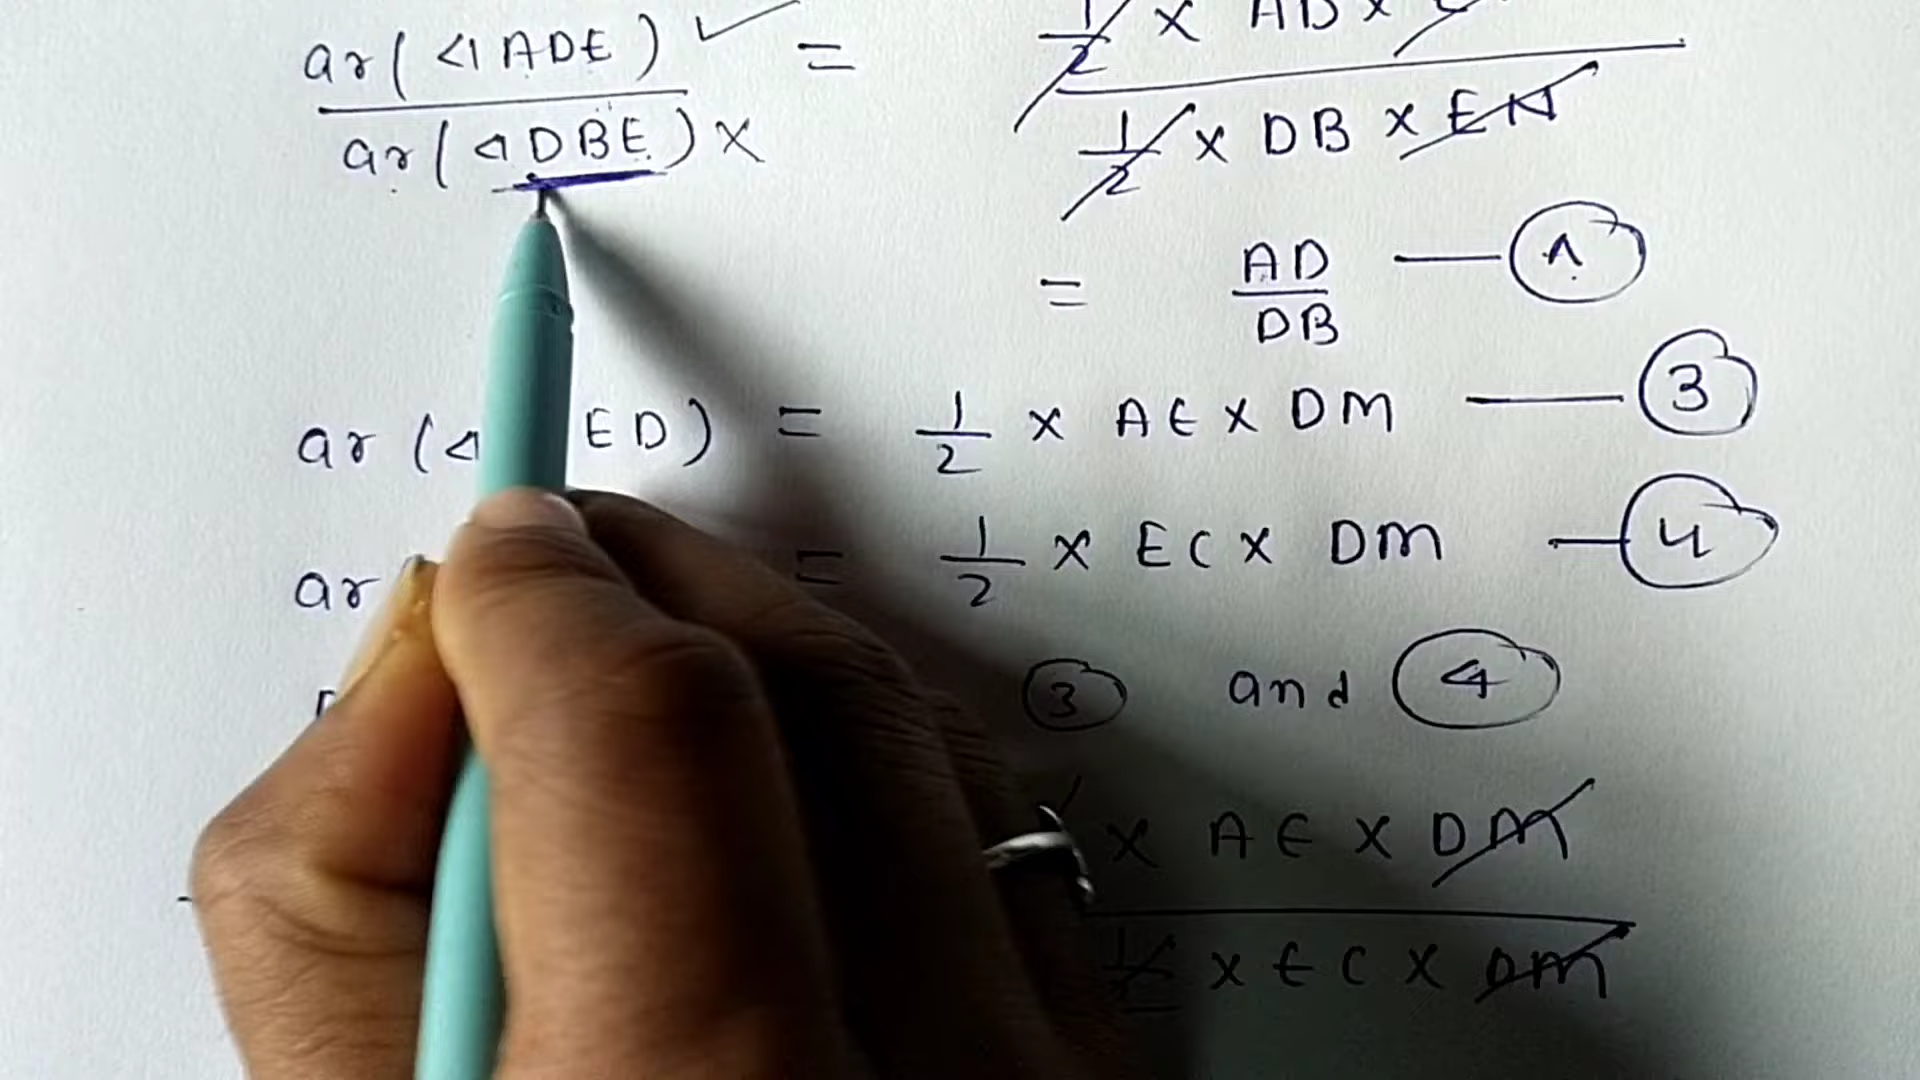 ar(△ADE) ✓ = 1/2 × AD ×
ar(△DBE) × 1/2 × DB × EN
= AD/DB — A
ar(△ ED) = 1/2 × AE × DM — 3
ar = 1/2 × EC × DM — 4
3 and 4
× AE × DM
1/2 × EC × DM